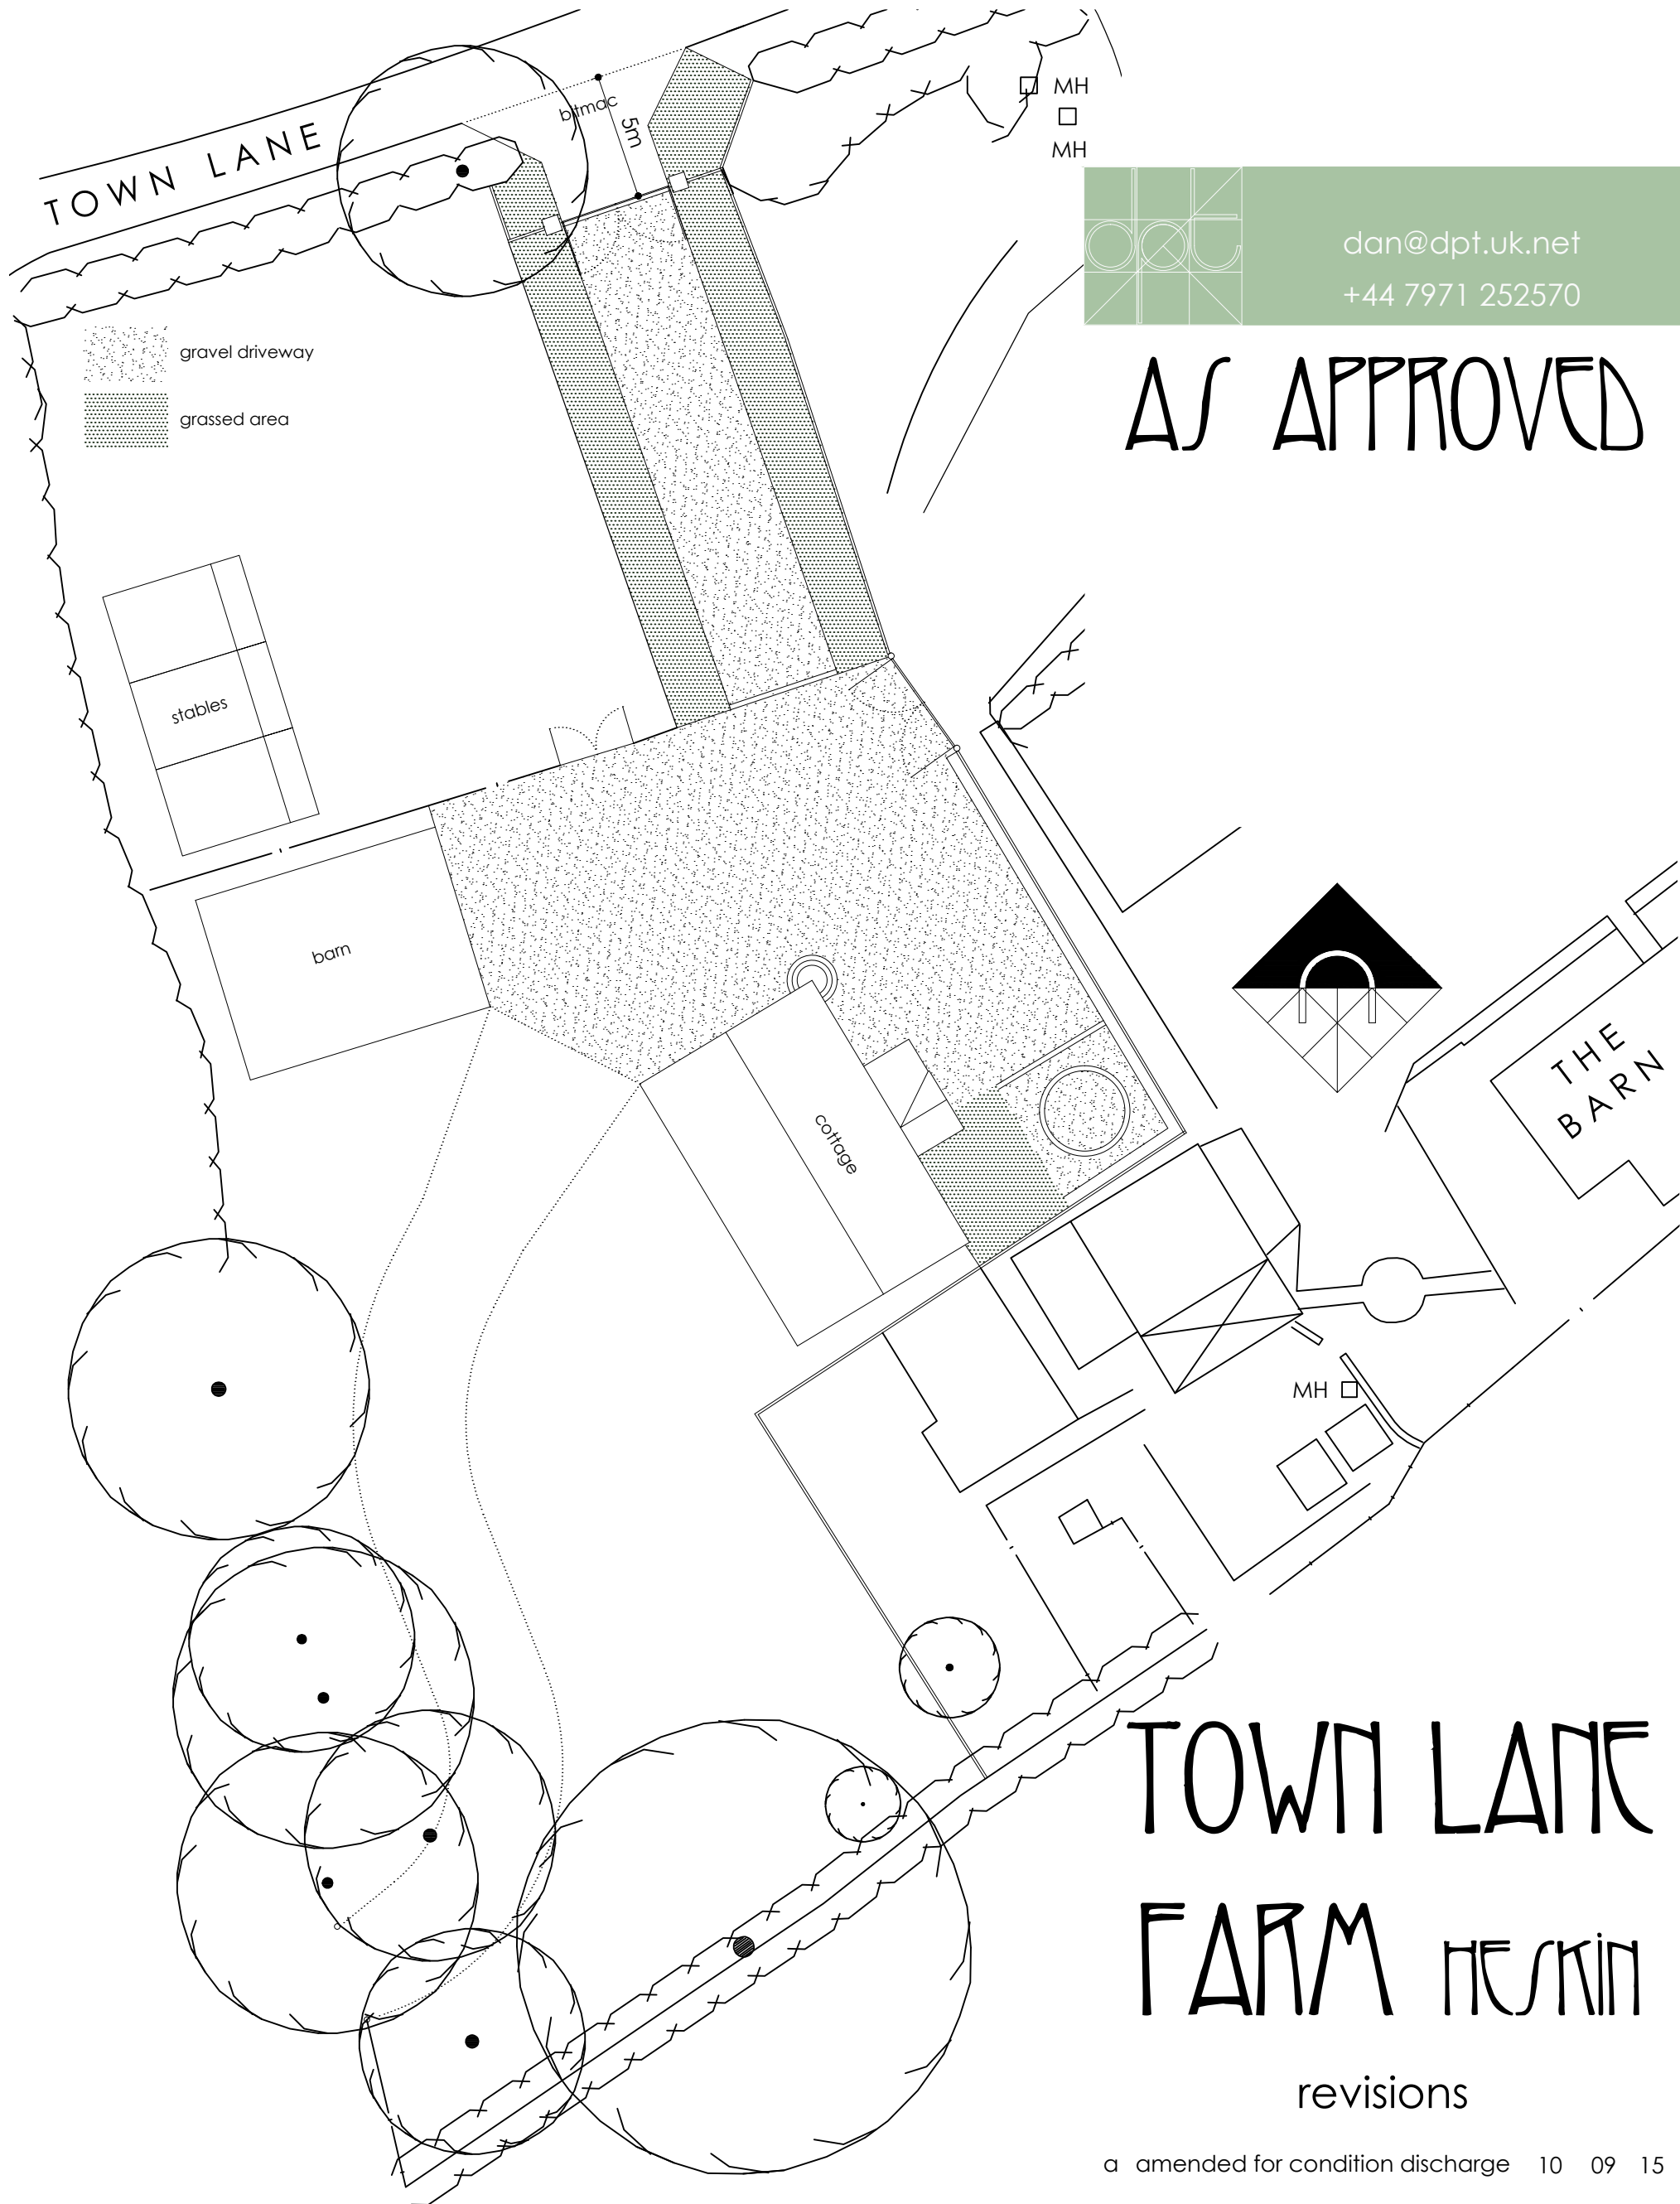 TOWN LANE
bitmac
5m
MH
MH
dpt
dan@dpt.uk.net
+44 7971 252570
AS APPROVED
gravel driveway
grassed area
stables
barn
cottage
THE
BARN
MH
TOWN LANE
FARM HESKiN
revisions
a amended for condition discharge 10 09 15